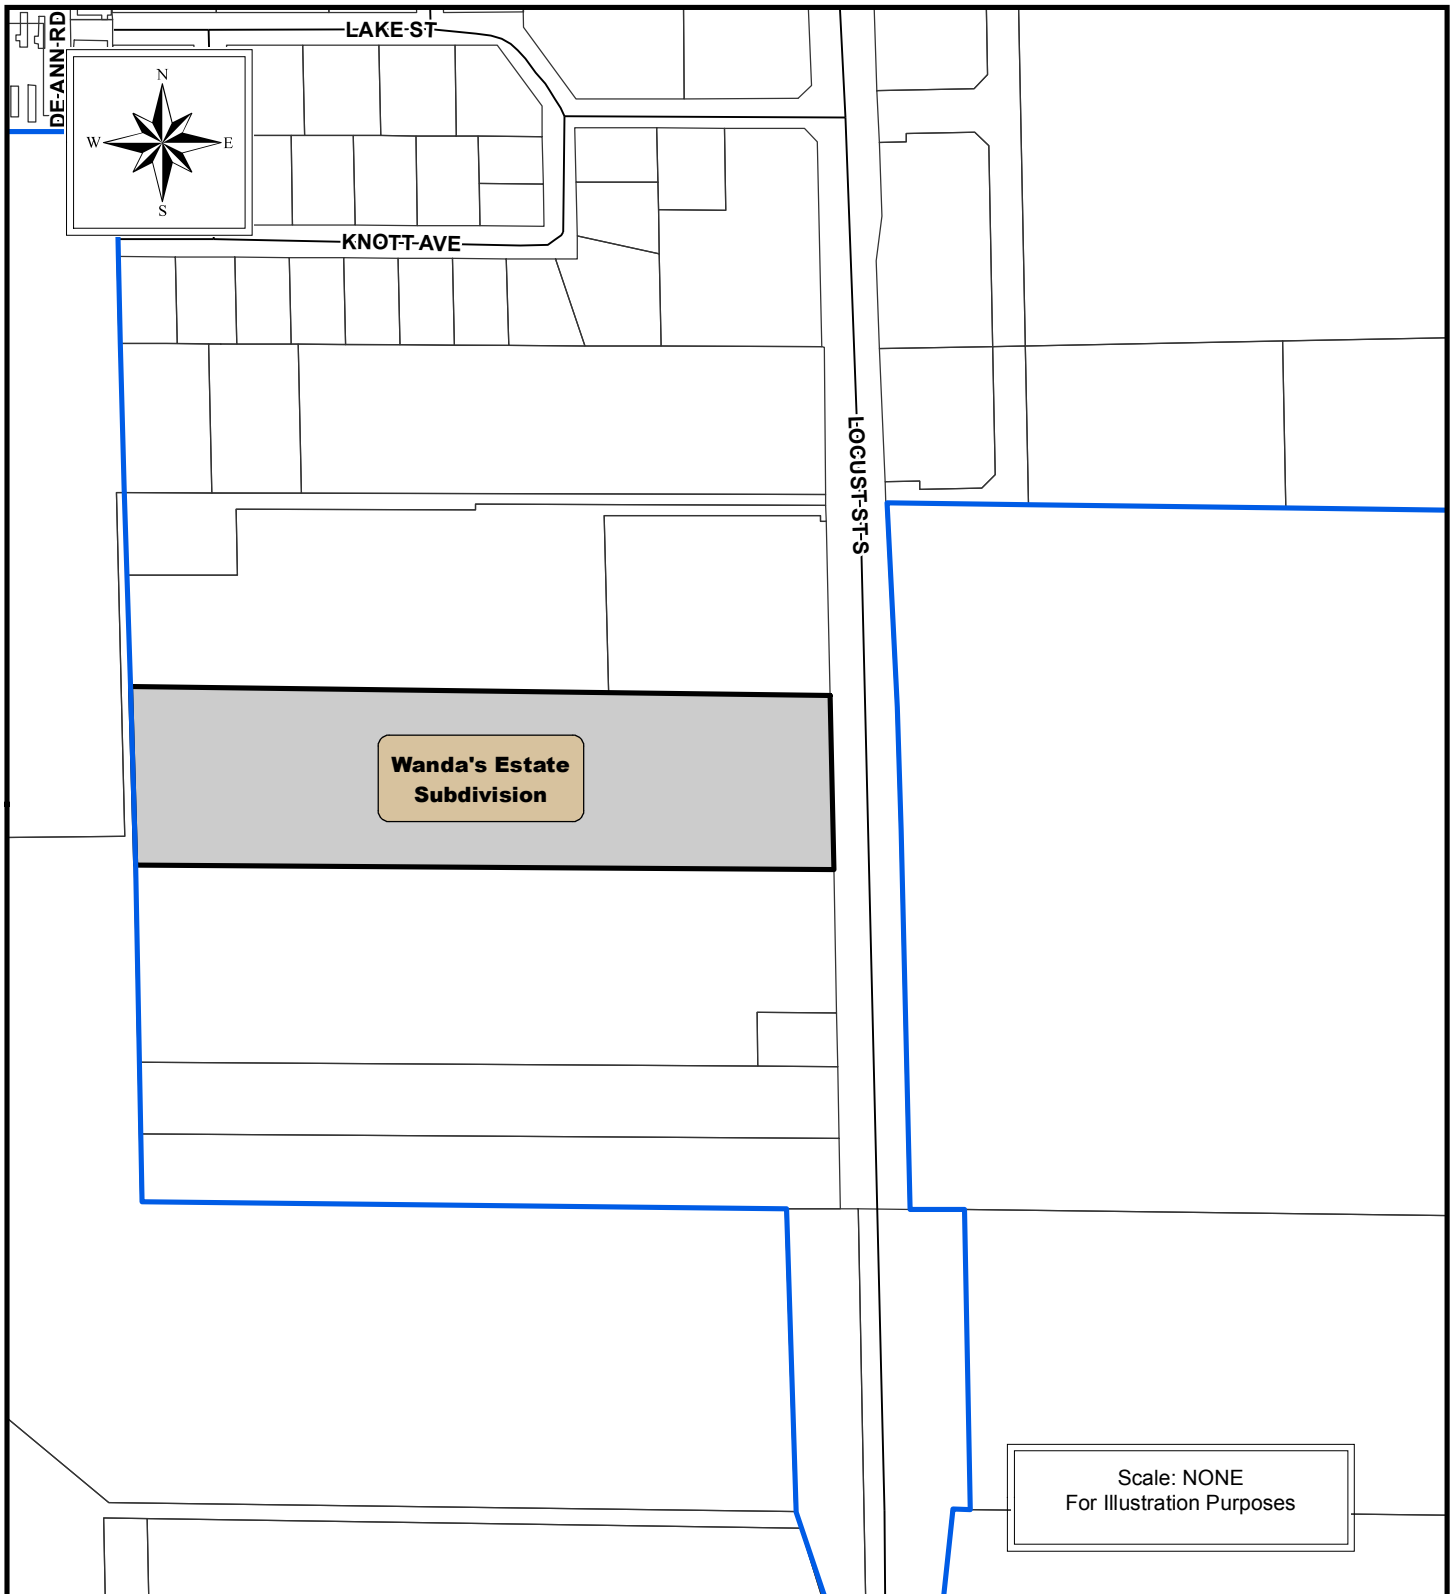 LAKE ST
DE ANN RD
N
W
E
S
KNOTT AVE
LOCUST ST S
Wanda's Estate
Subdivision
Scale: NONE
For Illustration Purposes